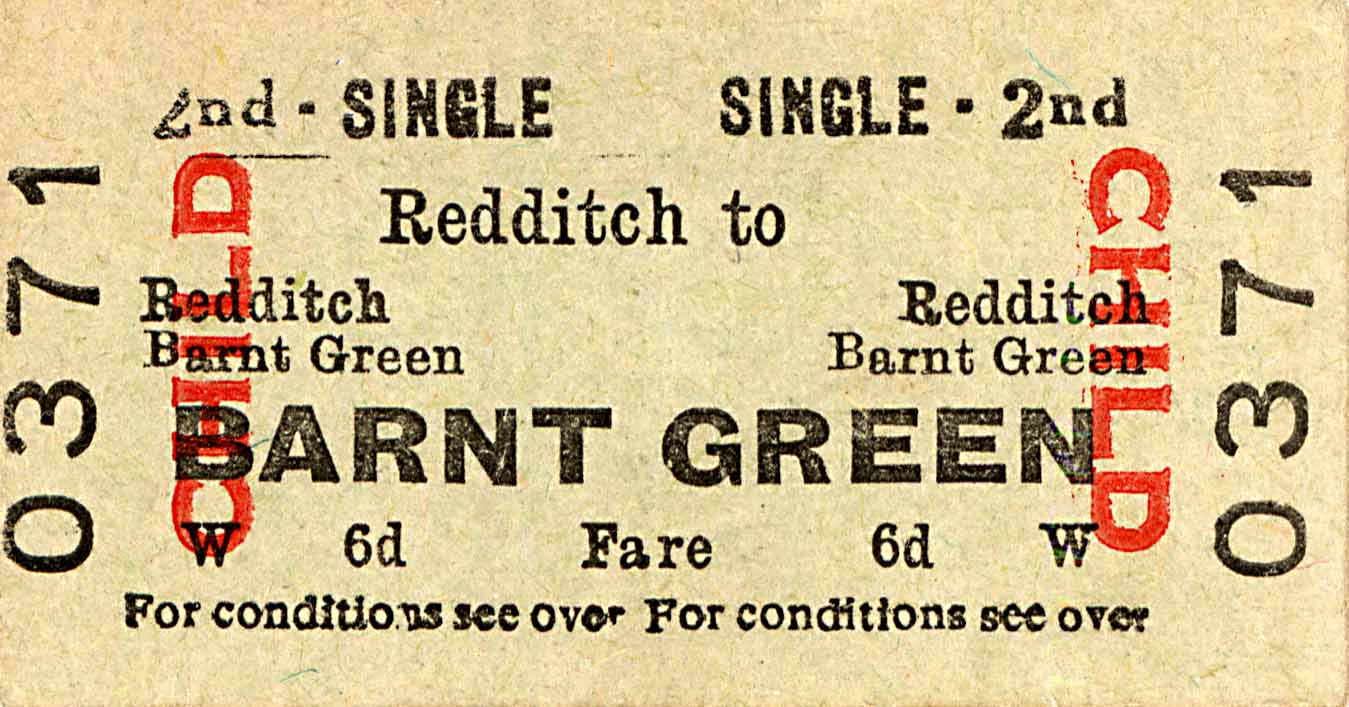 2nd - SINGLE SINGLE - 2nd
Redditch to
Redditch Redditch
Barnt Green Barnt Green
BARNT GREEN
W 6d Fare 6d W
For conditions see over For conditions see over
0371
0371
CHILD
CHILD